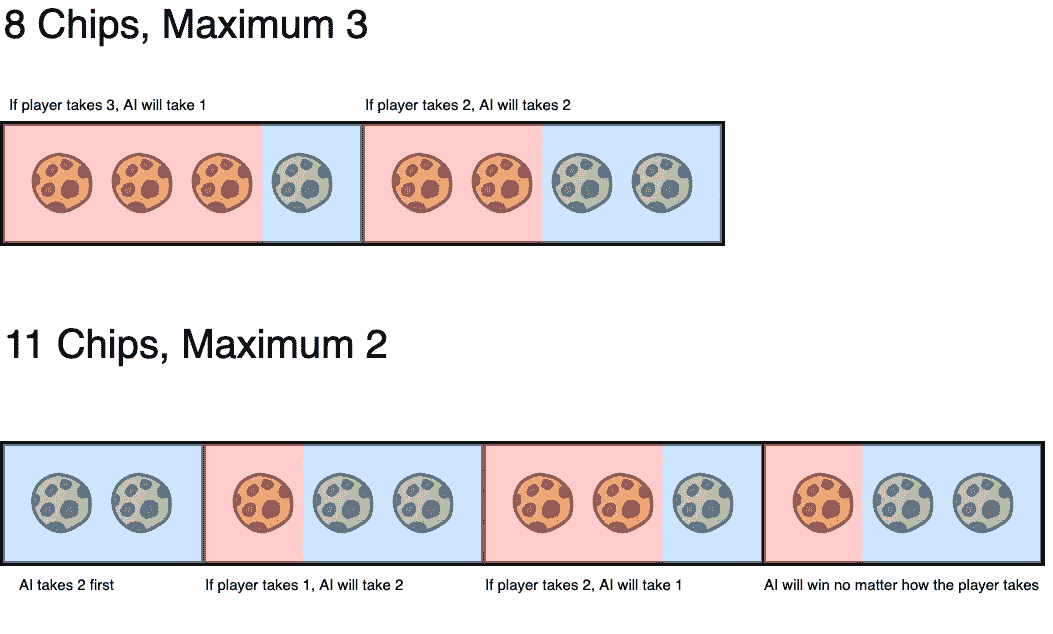 8 Chips, Maximum 3
If player takes 3, AI will take 1
If player takes 2, AI will takes 2
11 Chips, Maximum 2
AI takes 2 first
If player takes 1, AI will take 2
If player takes 2, AI will take 1
AI will win no matter how the player takes